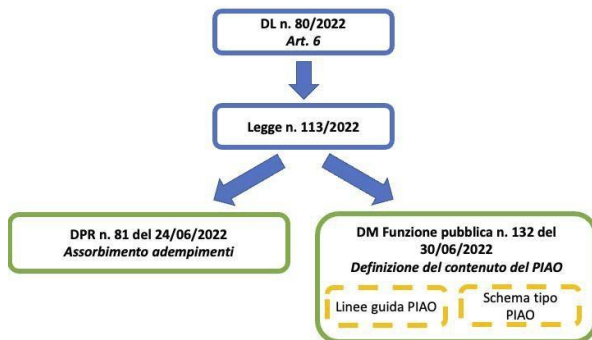 DL n. 80/2022
Art. 6
Legge n. 113/2022
DPR n. 81 del 24/06/2022
Assorbimento adempimenti
DM Funzione pubblica n. 132 del
30/06/2022
Definizione del contenuto del PIAO
Linee guida PIAO
Schema tipo
PIAO